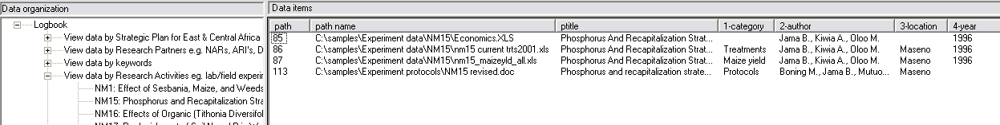 Data organization
Logbook
View data by Strategic Plan for East & Central Africa
View data by Research Partners e.g. NARs, ARI's, D
View data by keywords
View data by Research Activities eg. lab/field experir
NM1: Effect of Sesbania, Maize, and Weeds
NM15: Phosphorus and Recapitalization Stra
NM16: Effects of Organic (Tithonia Diversifol
Data items
path path name ptitle 1-category 2-author 3-location 4-year
85 C:\samples\Experiment data\NM15\Economics.XLS Phosphorus And Recapitalization Strat... Jama B., Kiwia A., Oloo M. 1996
86 C:\samples\Experiment data\NM15\nm15 current trts2001.xls Phosphorus And Recapitalization Strat... Treatments Jama B., Kiwia A., Oloo M. Maseno 1996
87 C:\samples\Experiment data\NM15\nm15_maizeyld_all.xls Phosphorus And Recapitalization Strat... Maize yield Jama B., Kiwia A., Oloo M. Maseno 1996
113 C:\samples\Experiment protocols\NM15 revised.doc Phosphorus and recapitalization strate... Protocols Boning M., Jama B., Mutuo... Maseno